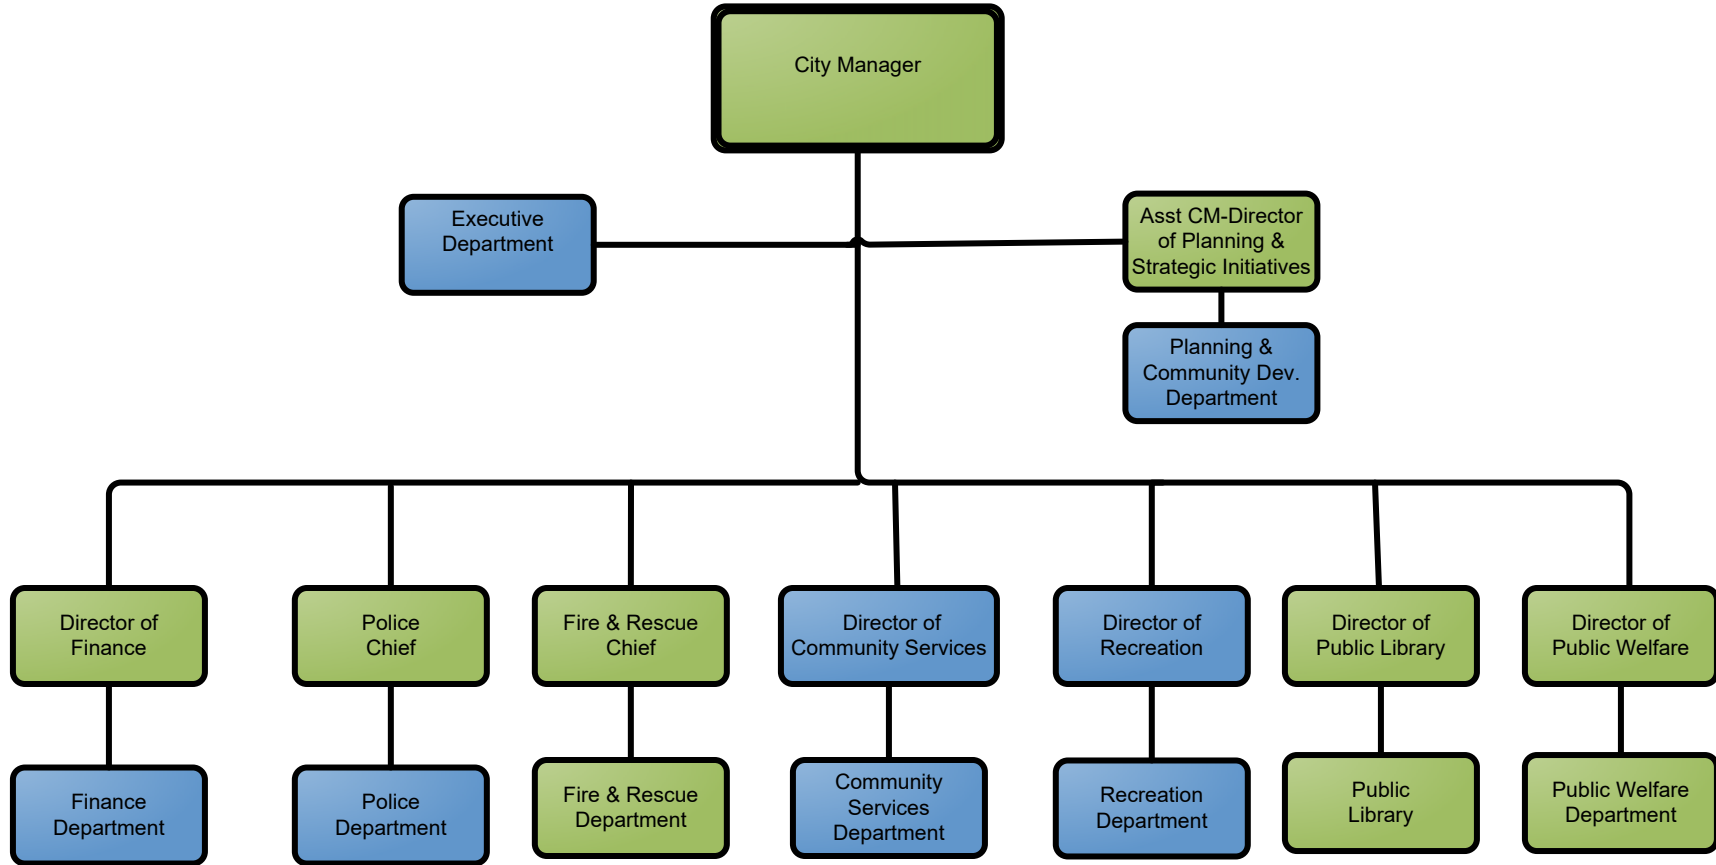 City Manager
Executive
Department
Asst CM-Director
of Planning &
Strategic Initiatives
Planning &
Community Dev.
Department
Director of
Finance
Police
Chief
Fire & Rescue
Chief
Director of
Community Services
Director of
Recreation
Director of
Public Library
Director of
Public Welfare
Finance
Department
Police
Department
Fire & Rescue
Department
Community
Services
Department
Recreation
Department
Public
Library
Public Welfare
Department